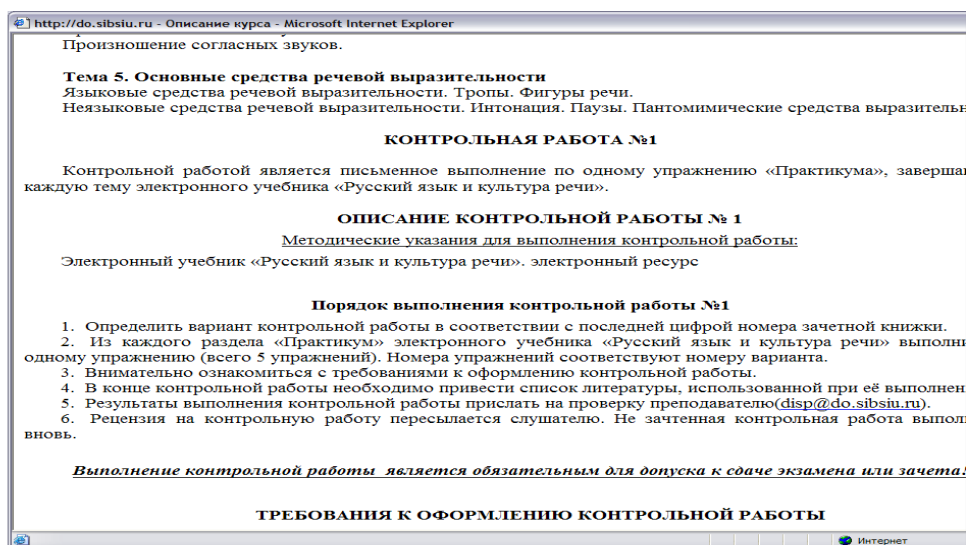 http://do.sibsiu.ru - Описание курса - Microsoft Internet Explorer
Произношение согласных звуков.
Тема 5. Основные средства речевой выразительности
Языковые средства речевой выразительности. Тропы. Фигуры речи.
Неязыковые средства речевой выразительности. Интонация. Паузы. Пантомимические средства выразительн
КОНТРОЛЬНАЯ РАБОТА №1
Контрольной работой является письменное выполнение по одному упражнению «Практикума», заверша
каждую тему электронного учебника «Русский язык и культура речи».
ОПИСАНИЕ КОНТРОЛЬНОЙ РАБОТЫ № 1
Методические указания для выполнения контрольной работы:
Электронный учебник «Русский язык и культура речи». электронный ресурс
Порядок выполнения контрольной работы №1
1. Определить вариант контрольной работы в соответствии с последней цифрой номера зачетной книжки.
2. Из каждого раздела «Практикум» электронного учебника «Русский язык и культура речи» выполни
одному упражнению (всего 5 упражнений). Номера упражнений соответствуют номеру варианта.
3. Внимательно ознакомиться с требованиями к оформлению контрольной работы.
4. В конце контрольной работы необходимо привести список литературы, использованной при её выполнен
5. Результаты выполнения контрольной работы прислать на проверку преподавателю(disp@do.sibsiu.ru).
6. Рецензия на контрольную работу пересылается слушателю. Не зачтенная контрольная работа выпол
вновь.
Выполнение контрольной работы является обязательным для допуска к сдаче экзамена или зачета!
ТРЕБОВАНИЯ К ОФОРМЛЕНИЮ КОНТРОЛЬНОЙ РАБОТЫ
Интернет